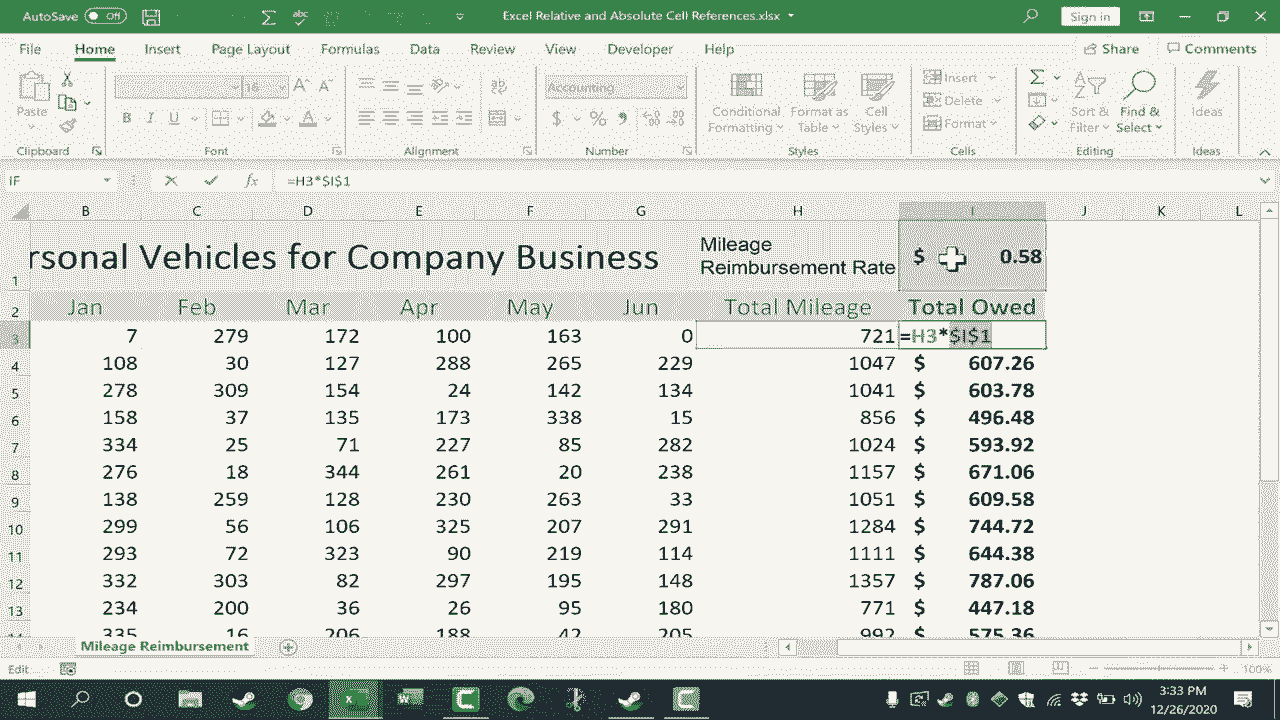 AutoSave Off abc Excel Relative and Absolute Cell References.xlsx Sign in
File Home Insert Page Layout Formulas Data Review View Developer Help Share Comments
Paste Conditional Formatting Table Cell Styles Insert Delete Format Sort & Filter Find & Select Ideas
Clipboard Font Alignment Number Styles Cells Editing Ideas
IF fx =H3*$I$1
B C D E F G H I J K L
1 rsonal Vehicles for Company Business Mileage Reimbursement Rate $ 0.58
2 Jan Feb Mar Apr May Jun Total Mileage Total Owed
3 7 279 172 100 163 0 721 =H3*$I$1
4 108 30 127 288 265 229 1047 $ 607.26
5 278 309 154 24 142 134 1041 $ 603.78
6 158 37 135 173 338 15 856 $ 496.48
7 334 25 71 227 85 282 1024 $ 593.92
8 276 18 344 261 20 238 1157 $ 671.06
9 138 259 128 230 263 33 1051 $ 609.58
10 299 56 106 325 207 291 1284 $ 744.72
11 293 72 323 90 219 114 1111 $ 644.38
12 332 303 82 297 195 148 1357 $ 787.06
13 234 200 36 26 95 180 771 $ 447.18
14 335 16 206 188 42 205 992 $ 575.36
Mileage Reimbursement
Edit 100%
3:33 PM
12/26/2020